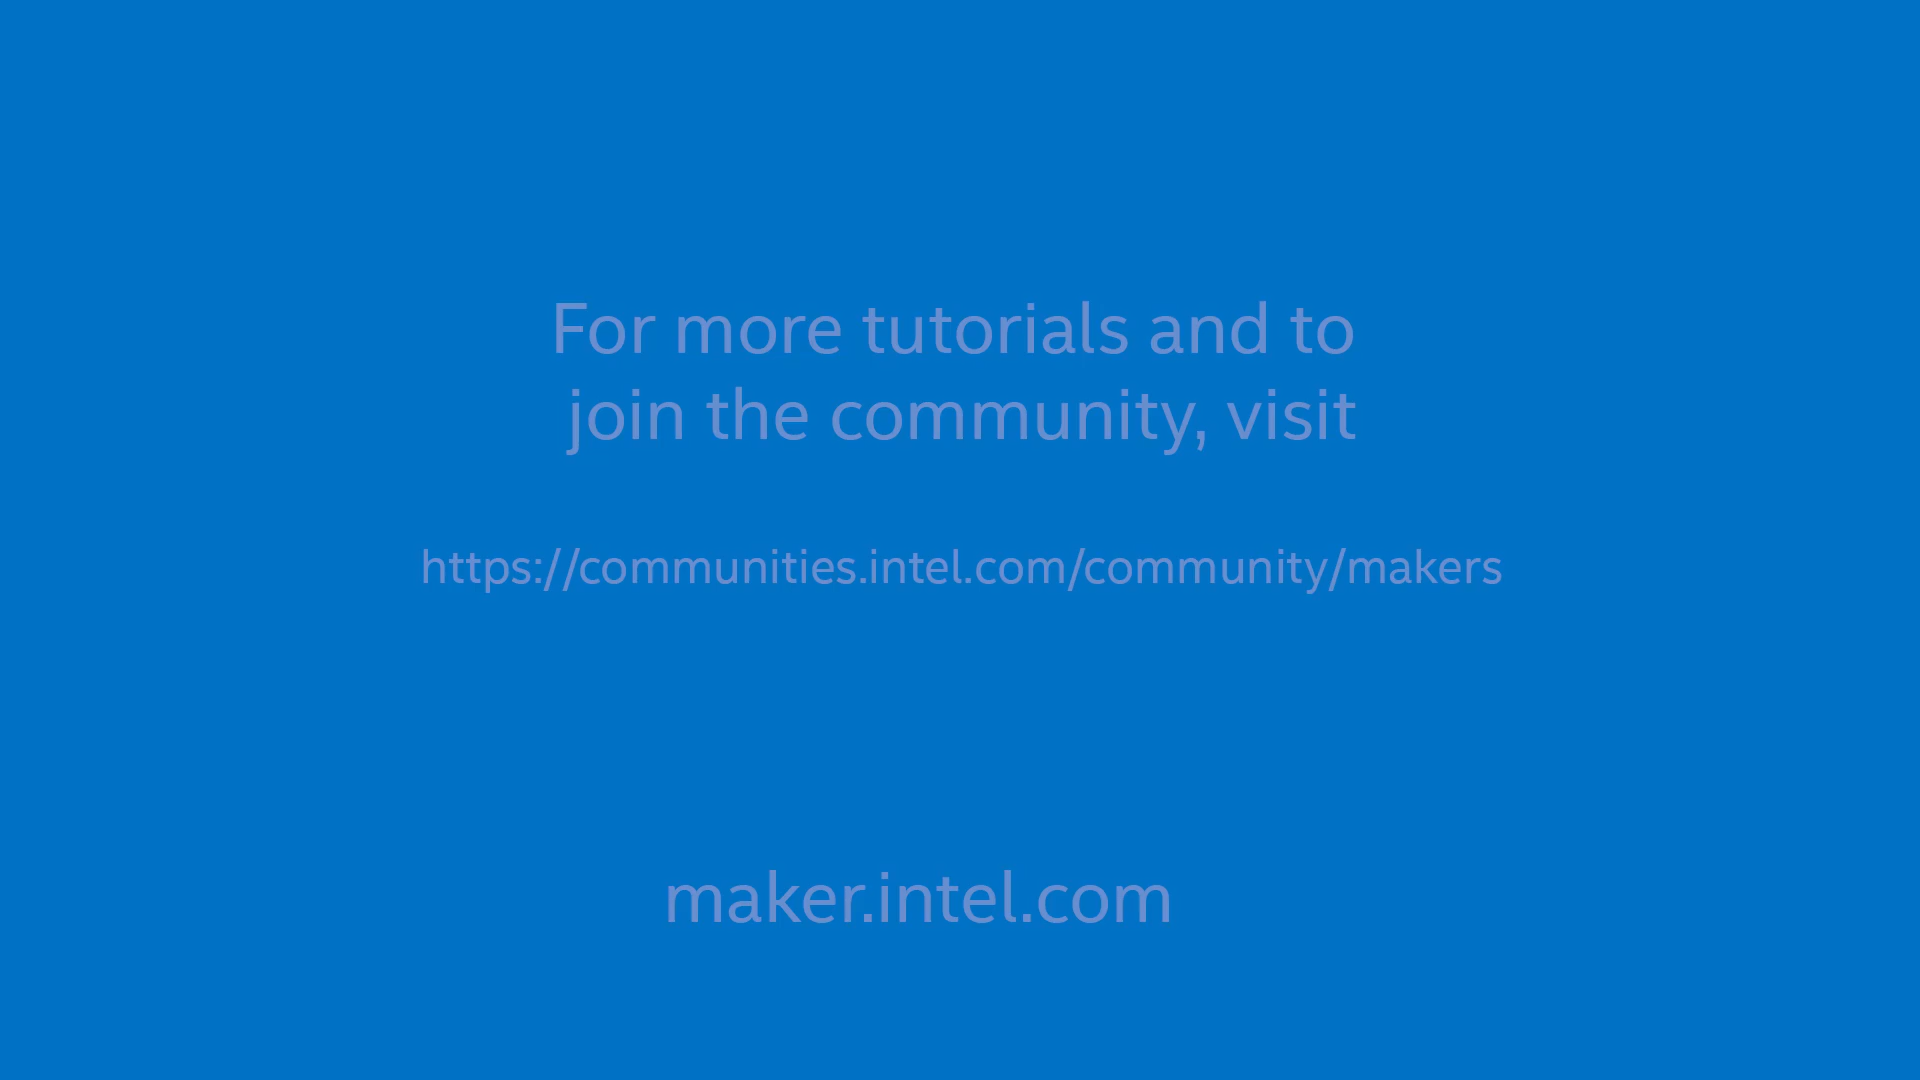 For more tutorials and to
join the community, visit
https://communities.intel.com/community/makers
maker.intel.com